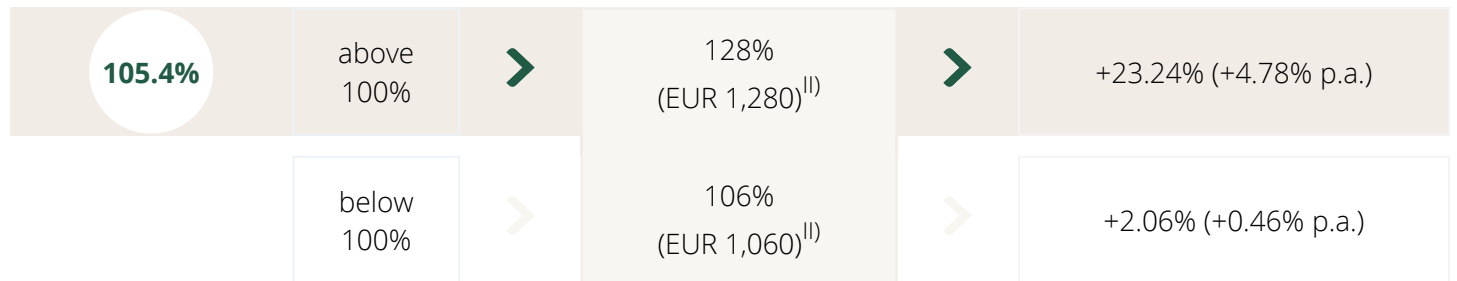 105.4%
above
100%
128%
(EUR 1,280)II)
+23.24% (+4.78% p.a.)
below
100%
106%
(EUR 1,060)II)
+2.06% (+0.46% p.a.)